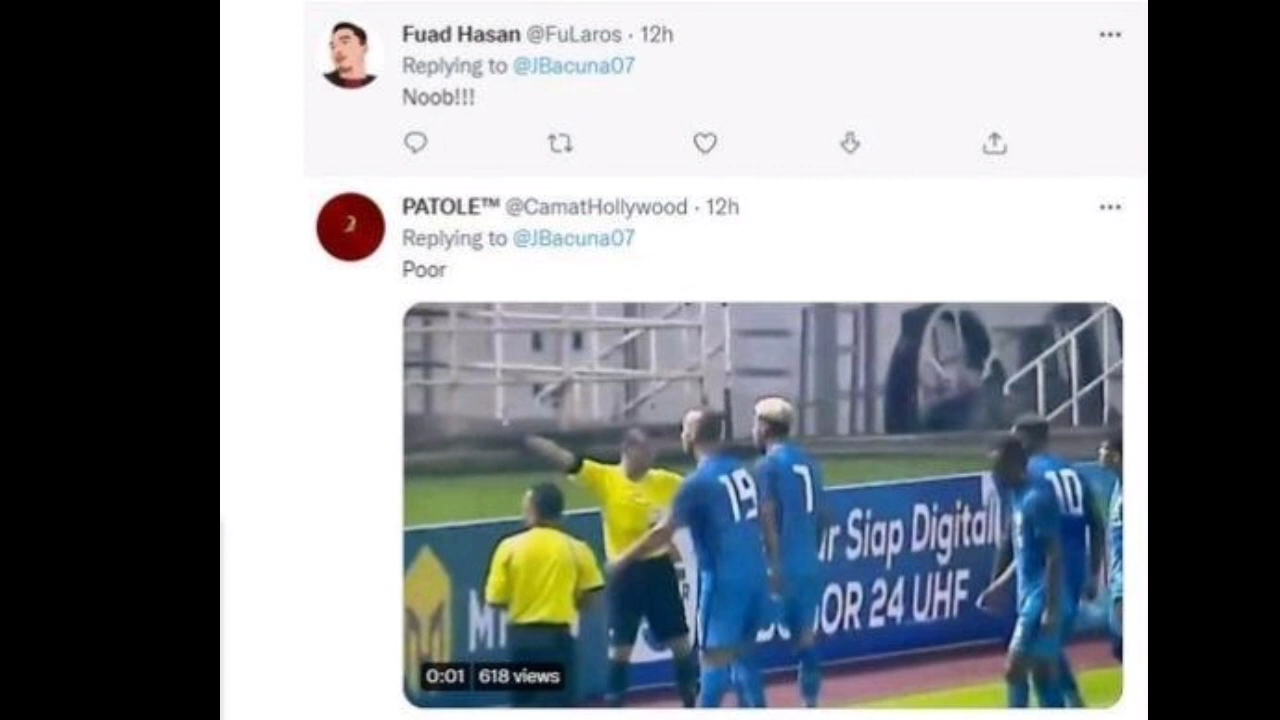 Fuad Hasan @FuLaros · 12h
Replying to @JBacuna07
Noob!!!
PATOLE™ @CamatHollywood · 12h
Replying to @JBacuna07
Poor
19
7
10
Siap Digital
24 UHF
0:01 618 views